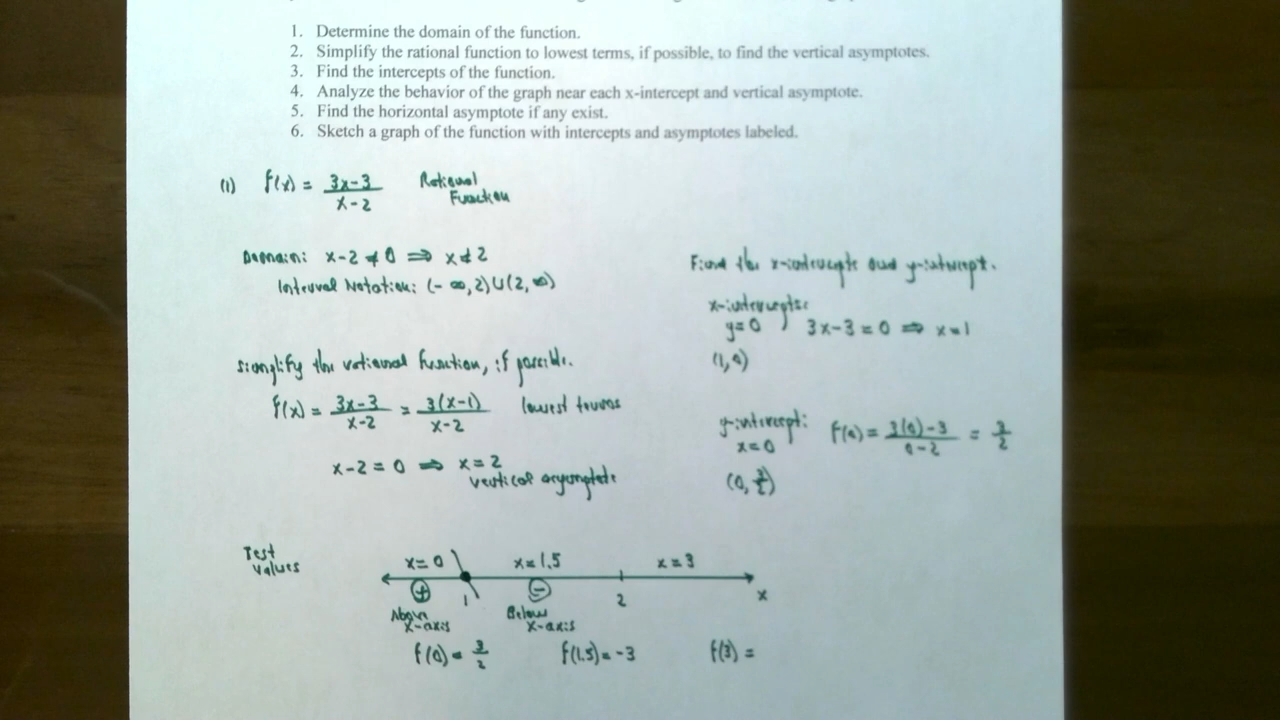 1. Determine the domain of the function.
2. Simplify the rational function to lowest terms, if possible, to find the vertical asymptotes.
3. Find the intercepts of the function.
4. Analyze the behavior of the graph near each x-intercept and vertical asymptote.
5. Find the horizontal asymptote if any exist.
6. Sketch a graph of the function with intercepts and asymptotes labeled.
(1) f(x) = (3x-3)/(x-2) Rational Function
Domain: x-2 ≠ 0 ⇒ x ≠ 2
Interval Notation: (-∞, 2) ∪ (2, ∞)
Simplify the rational function, if possible.
f(x) = (3x-3)/(x-2) = 3(x-1)/(x-2) lowest terms
x-2 = 0 ⇒ x = 2
vertical asymptote
Find the x-intercepts and y-intercept.
x-intercepts:
y=0, 3x-3 = 0 ⇒ x = 1
(1, 0)
y-intercept:
x=0
f(0) = (3(0)-3)/(0-2) = 3/2
(0, 3/2)
Test
Values
x=0 x=1.5 x=3
+ 1 - 2 x
Above
x-axis
Below
x-axis
f(0) = 3/2 f(1.5) = -3 f(3) =